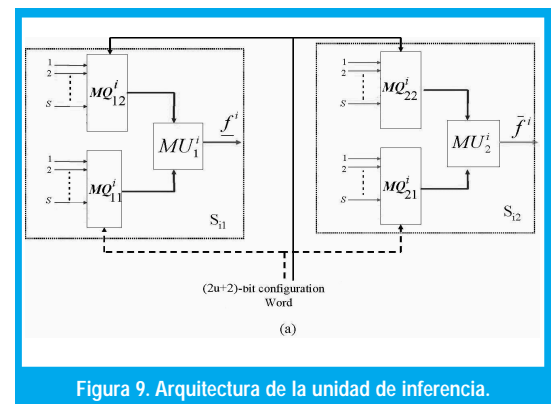 1
2
S
MQ^i_12
1
2
S
MQ^i_11
MU^i_1
f^i
S_i1
1
2
S
MQ^i_22
1
2
S
MQ^i_21
MU^i_2
f̄^i
S_i2
(2u+2)-bit configuration
Word
(a)
Figura 9. Arquitectura de la unidad de inferencia.